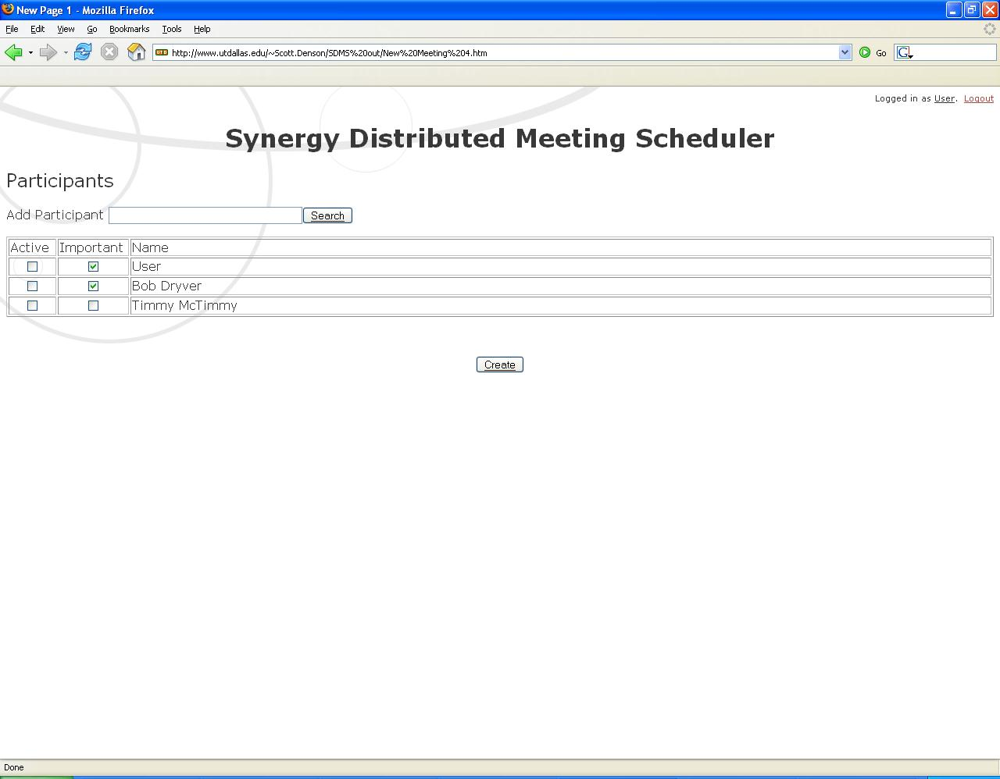 New Page 1 - Mozilla Firefox
File Edit View Go Bookmarks Tools Help
UTD http://www.utdallas.edu/~Scott.Denson/SDMS%20out/New%20Meeting%204.htm Go G
Logged in as User. Logout
Synergy Distributed Meeting Scheduler
Participants
Add Participant Search
Active Important Name
User
Bob Dryver
Timmy McTimmy
Create
Done